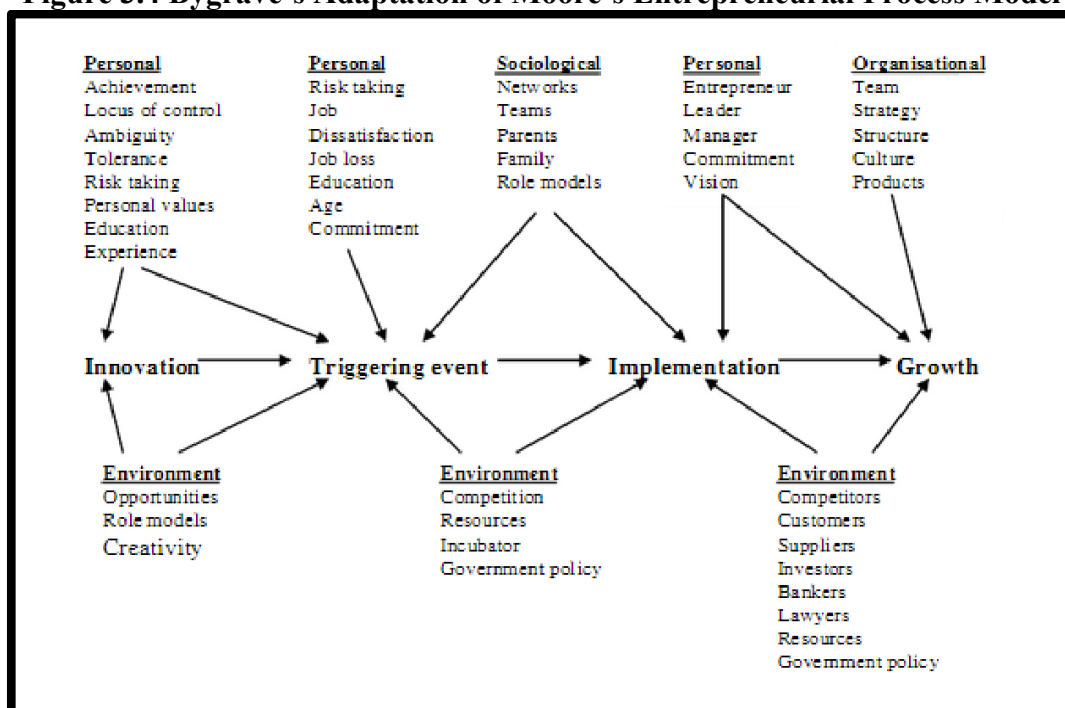 Figure 3.4 Bygrave's Adaptation of Moore's Entrepreneurial Process Model
Personal
Achievement
Locus of control
Ambiguity
Tolerance
Risk taking
Personal values
Education
Experience
Personal
Risk taking
Job
Dissatisfaction
Job loss
Education
Age
Commitment
Sociological
Networks
Teams
Parents
Family
Role models
Personal
Entrepreneur
Leader
Manager
Commitment
Vision
Organisational
Team
Strategy
Structure
Culture
Products
Innovation
Triggering event
Implementation
Growth
Environment
Opportunities
Role models
Creativity
Environment
Competition
Resources
Incubator
Government policy
Environment
Competitors
Customers
Suppliers
Investors
Bankers
Lawyers
Resources
Government policy